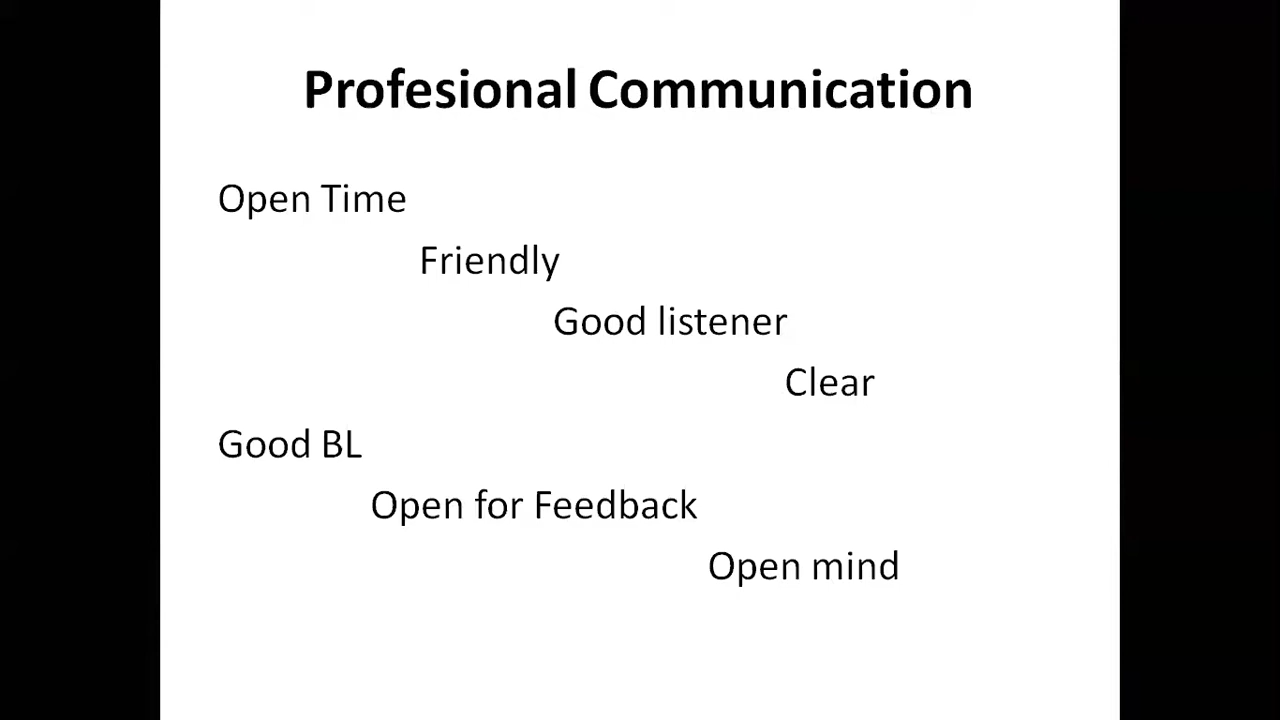 Profesional Communication
Open Time
Friendly
Good listener
Clear
Good BL
Open for Feedback
Open mind